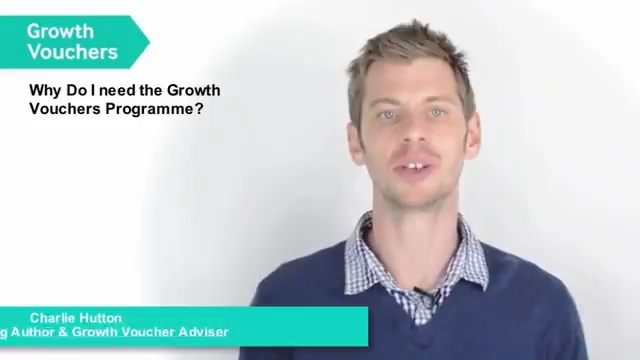 Growth
Vouchers
Why Do I need the Growth
Vouchers Programme?
Charlie Hutton
g Author & Growth Voucher Adviser